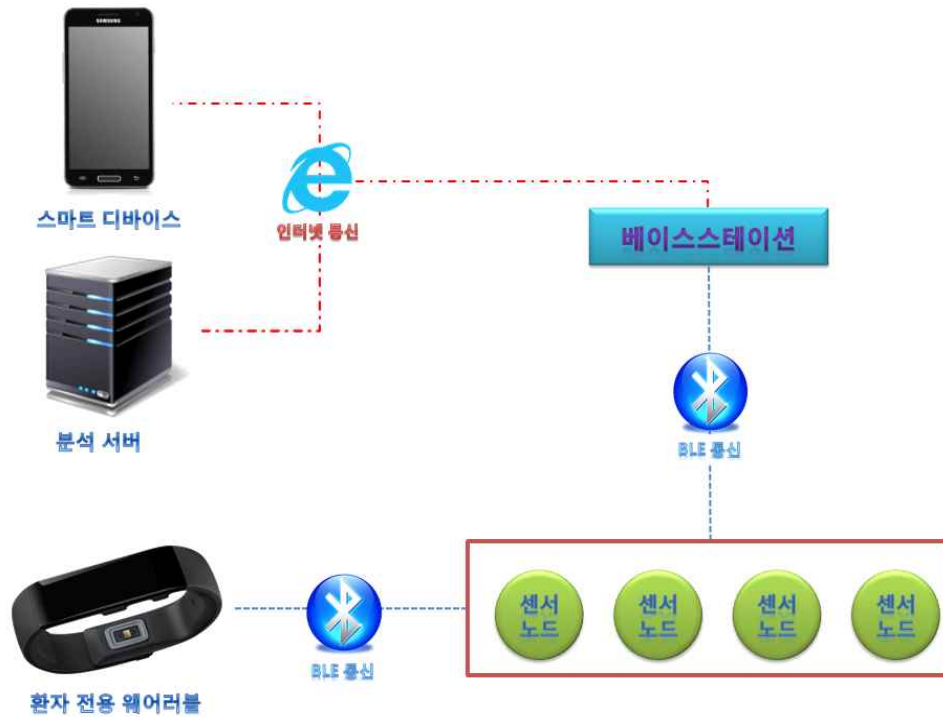 SAMSUNG
스마트 디바이스
인터넷 통신
베이스스테이션
분석 서버
BLE 통신
센서
노드
센서
노드
센서
노드
센서
노드
BLE 통신
환자 전용 웨어러블